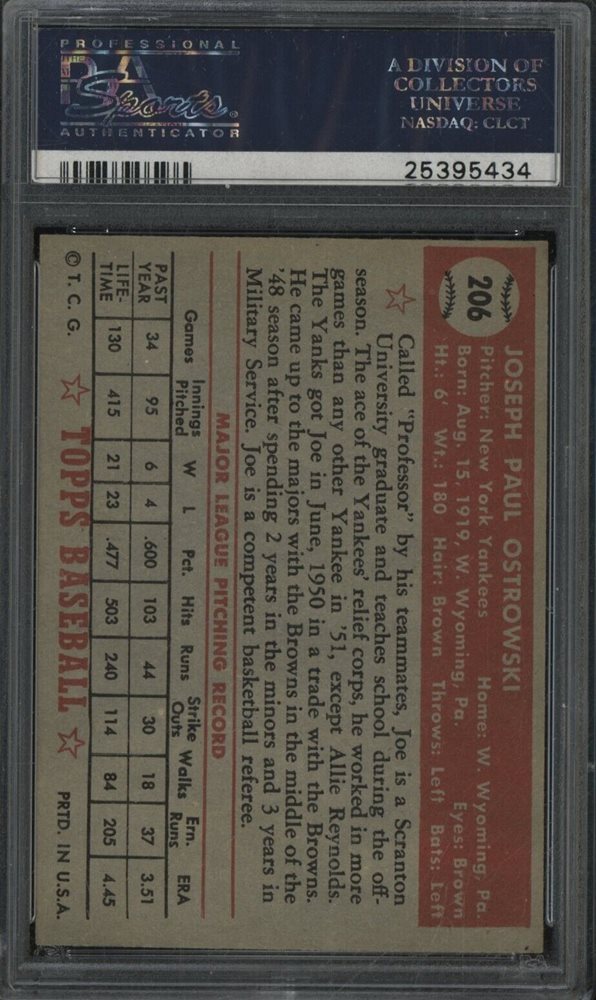 PROFESSIONAL
PSA
Sports
AUTHENTICATOR
A DIVISION OF
COLLECTORS
UNIVERSE
NASDAQ: CLCT
25395434
206
JOSEPH PAUL OSTROWSKI
Pitcher: New York Yankees Home: W. Wyoming, Pa.
Born: Aug. 15, 1919, W. Wyoming, Pa. Eyes: Brown
Ht.: 6' Wt.: 180 Hair: Brown Throws: Left Bats: Left
Called "Professor" by his teammates, Joe is a Scranton
University graduate and teaches school during the off-
season. The ace of the Yankees' relief corps, he worked in more
games than any other Yankee in '51, except Allie Reynolds.
The Yanks got Joe in June, 1950 in a trade with the Browns.
He came up to the majors with the Browns in the middle of the
'48 season after spending 2 years in the minors and 3 years in
Military Service. Joe is a competent basketball referee.
MAJOR LEAGUE PITCHING RECORD
Games Innings Pitched W L Pct. Hits Runs Strike Outs Walks Ern. Runs ERA
PAST YEAR 34 95 6 4 .600 103 44 30 18 37 3.51
LIFE-TIME 130 415 21 23 .477 503 240 114 84 205 4.45
© T. C. G. TOPPS BASEBALL PRTD. IN U.S.A.